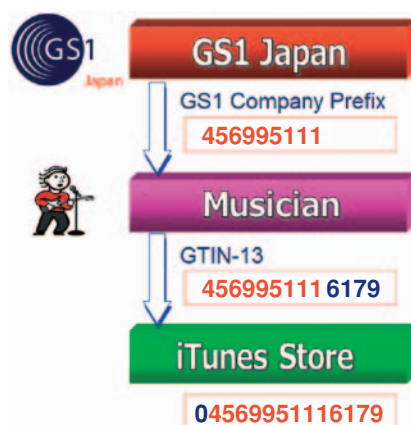 GS1
Japan
GS1 Japan
GS1 Company Prefix
456995111
Musician
GTIN-13
456995111 6179
iTunes Store
04569951116179